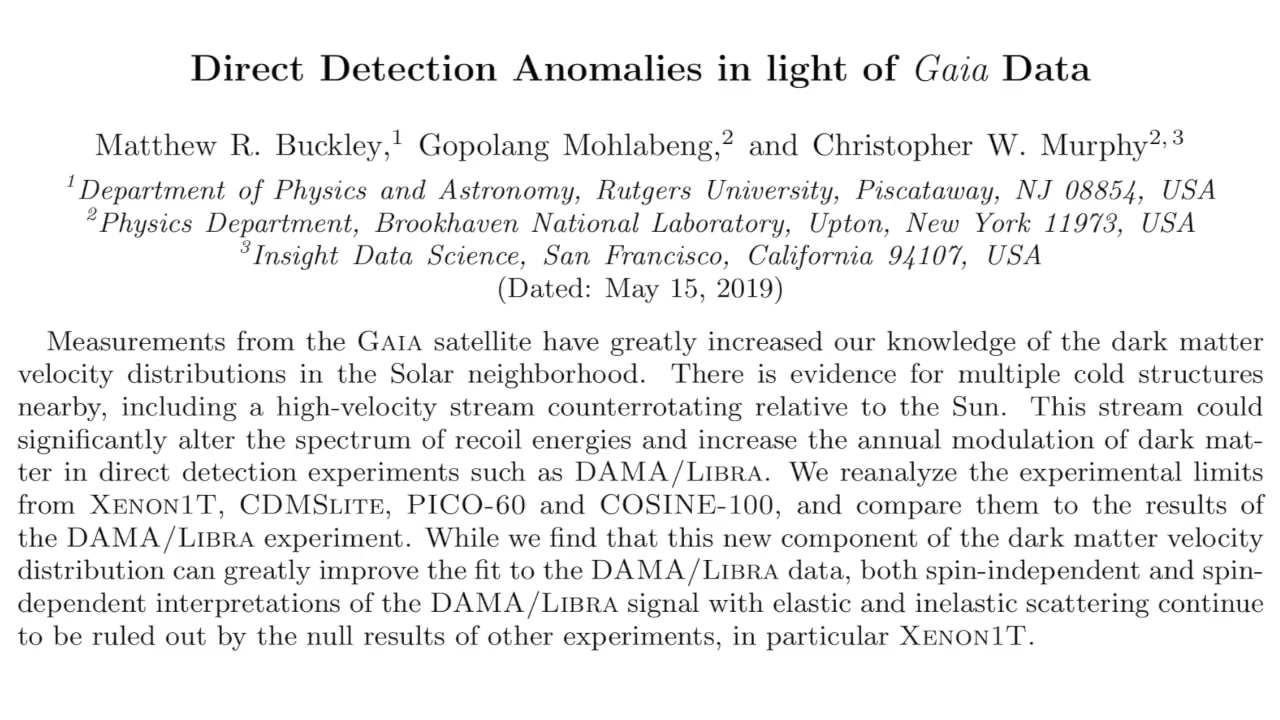 Direct Detection Anomalies in light of Gaia Data
Matthew R. Buckley,1 Gopolang Mohlabeng,2 and Christopher W. Murphy2, 3
1Department of Physics and Astronomy, Rutgers University, Piscataway, NJ 08854, USA
2Physics Department, Brookhaven National Laboratory, Upton, New York 11973, USA
3Insight Data Science, San Francisco, California 94107, USA
(Dated: May 15, 2019)
Measurements from the GAIA satellite have greatly increased our knowledge of the dark matter
velocity distributions in the Solar neighborhood. There is evidence for multiple cold structures
nearby, including a high-velocity stream counterrotating relative to the Sun. This stream could
significantly alter the spectrum of recoil energies and increase the annual modulation of dark mat-
ter in direct detection experiments such as DAMA/LIBRA. We reanalyze the experimental limits
from XENON1T, CDMSLITE, PICO-60 and COSINE-100, and compare them to the results of
the DAMA/LIBRA experiment. While we find that this new component of the dark matter velocity
distribution can greatly improve the fit to the DAMA/LIBRA data, both spin-independent and spin-
dependent interpretations of the DAMA/LIBRA signal with elastic and inelastic scattering continue
to be ruled out by the null results of other experiments, in particular XENON1T.